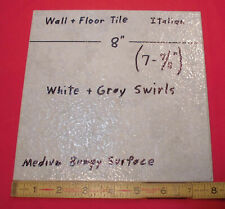 Wall + Floor Tile Italian
8"
(7-7/8")
White + Gray Swirls
Medium Bumpy Surface
1 2 3 4 5 6 7 8